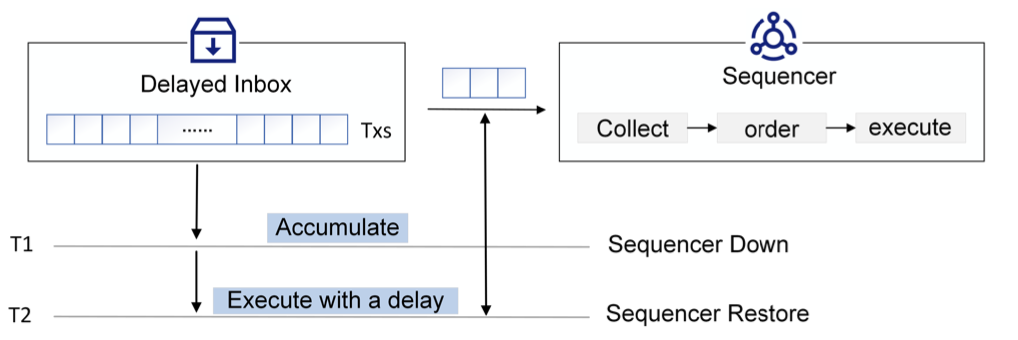 Delayed Inbox
...... Txs
Sequencer
Collect order execute
Accumulate
T1 Sequencer Down
Execute with a delay
T2 Sequencer Restore